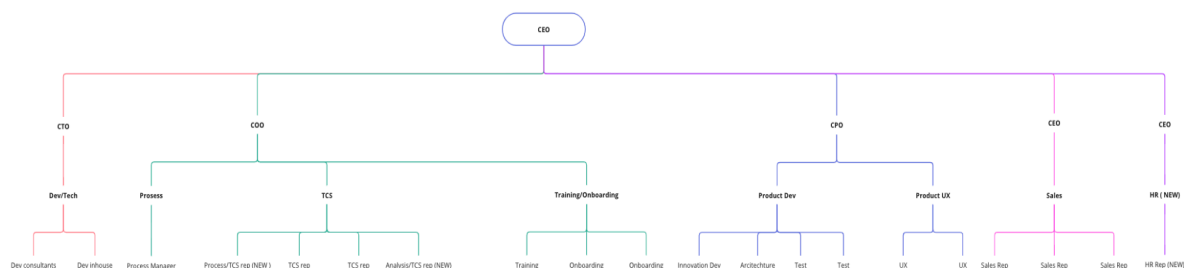 CEO
CTO
COO
CPO
CEO
CEO
Dev/Tech
Prosess
TCS
Training/Onboarding
Product Dev
Product UX
Sales
HR ( NEW)
Dev consultants
Dev inhouse
Process Manager
Process/TCS rep (NEW )
TCS rep
TCS rep
Analysis/TCS rep (NEW)
Training
Onboarding
Onboarding
Innovation Dev
Arcitechture
Test
Test
UX
UX
Sales Rep
Sales Rep
Sales Rep
HR Rep (NEW)